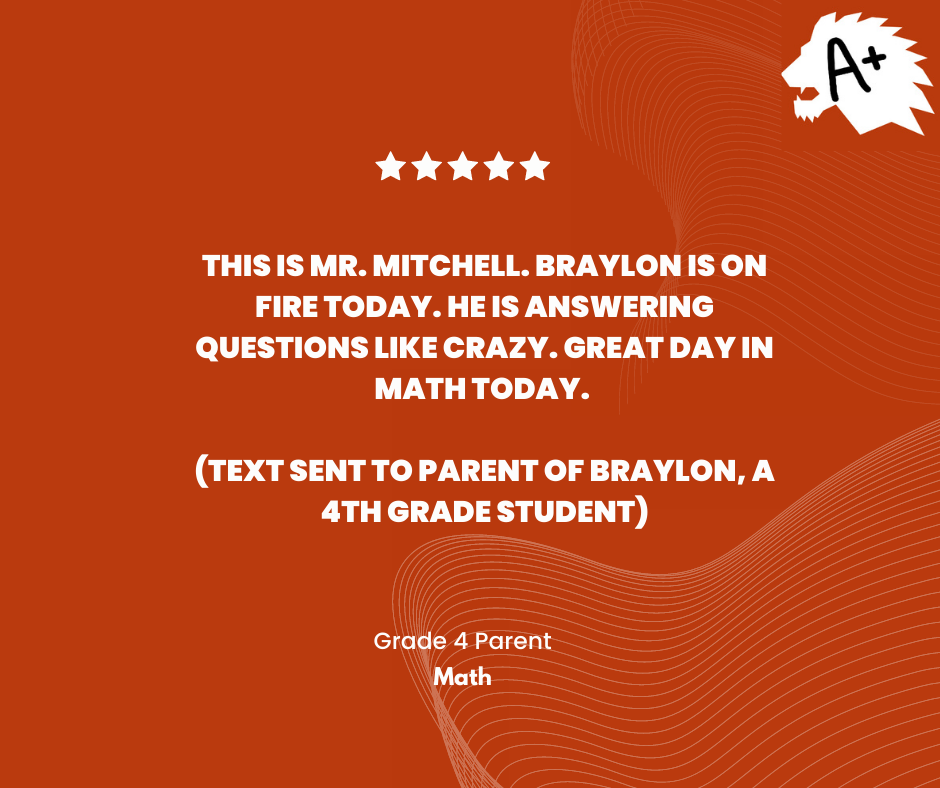 A+
THIS IS MR. MITCHELL. BRAYLON IS ON
FIRE TODAY. HE IS ANSWERING
QUESTIONS LIKE CRAZY. GREAT DAY IN
MATH TODAY.
(TEXT SENT TO PARENT OF BRAYLON, A
4TH GRADE STUDENT)
Grade 4 Parent
Math